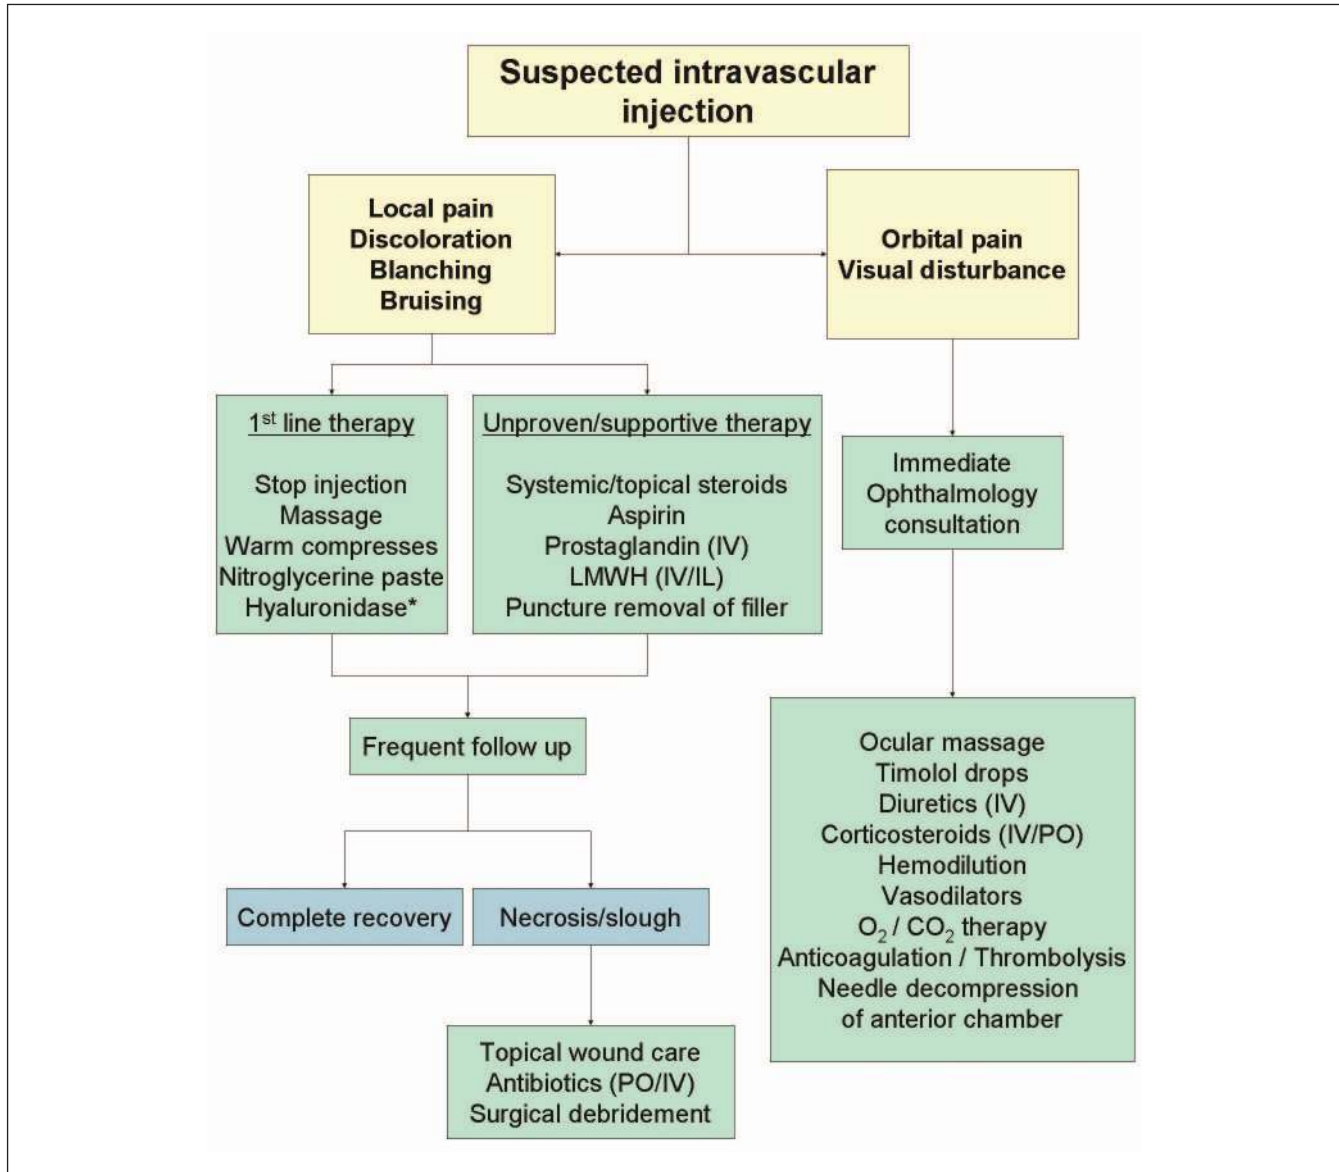 Suspected intravascular
injection
Local pain
Discoloration
Blanching
Bruising
Orbital pain
Visual disturbance
1st line therapy
Stop injection
Massage
Warm compresses
Nitroglycerine paste
Hyaluronidase*
Unproven/supportive therapy
Systemic/topical steroids
Aspirin
Prostaglandin (IV)
LMWH (IV/IL)
Puncture removal of filler
Immediate
Ophthalmology
consultation
Frequent follow up
Ocular massage
Timolol drops
Diuretics (IV)
Corticosteroids (IV/PO)
Hemodilution
Vasodilators
O2 / CO2 therapy
Anticoagulation / Thrombolysis
Needle decompression
of anterior chamber
Complete recovery
Necrosis/slough
Topical wound care
Antibiotics (PO/IV)
Surgical debridement